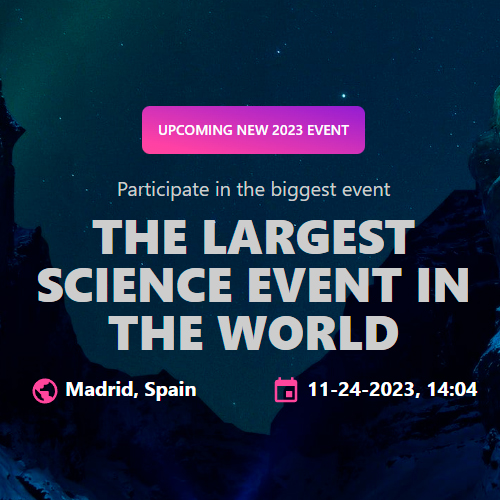 UPCOMING NEW 2023 EVENT
Participate in the biggest event
THE LARGEST
SCIENCE EVENT IN
THE WORLD
Madrid, Spain
11-24-2023, 14:04